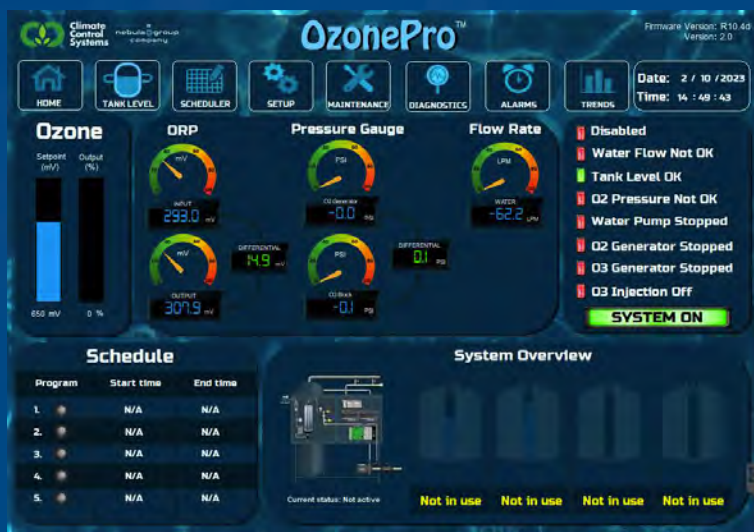 Climate
Control
Systems
nebula group
company
OzonePro™
Firmware Version: R10.4d
Version: 2.0
HOME
TANK LEVEL
SCHEDULER
SETUP
MAINTENANCE
DIAGNOSTICS
ALARMS
TRENDS
Date: 2 / 10 / 2023
Time: 14 : 49 : 43
Ozone
Setpoint (mV)
Output (%)
650 mV
0 %
ORP
mV
INPUT
293.0 mV
mV
OUTPUT
307.9 mV
DIFFERENTIAL
14.9 mV
Pressure Gauge
PSI
O2 Generator
-0.0 PSI
PSI
O3 Block
-0.1 PSI
DIFFERENTIAL
0.1 PSI
Flow Rate
LPM
WATER
-62.2 LPM
Disabled
Water Flow Not OK
Tank Level OK
O2 Pressure Not OK
Water Pump Stopped
O2 Generator Stopped
O3 Generator Stopped
O3 Injection Off
SYSTEM ON
Schedule
Program Start time End time
1. N/A N/A
2. N/A N/A
3. N/A N/A
4. N/A N/A
5. N/A N/A
System Overview
Current status: Not active
Not in use Not in use Not in use Not in use